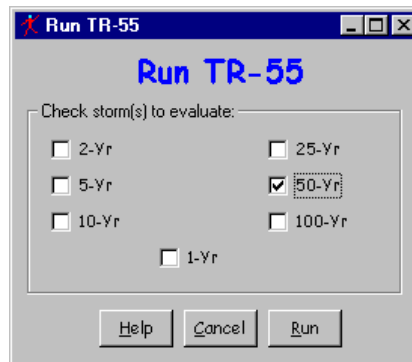 Run TR-55
Run TR-55
Check storm(s) to evaluate:
2-Yr
25-Yr
5-Yr
50-Yr
10-Yr
100-Yr
1-Yr
Help
Cancel
Run